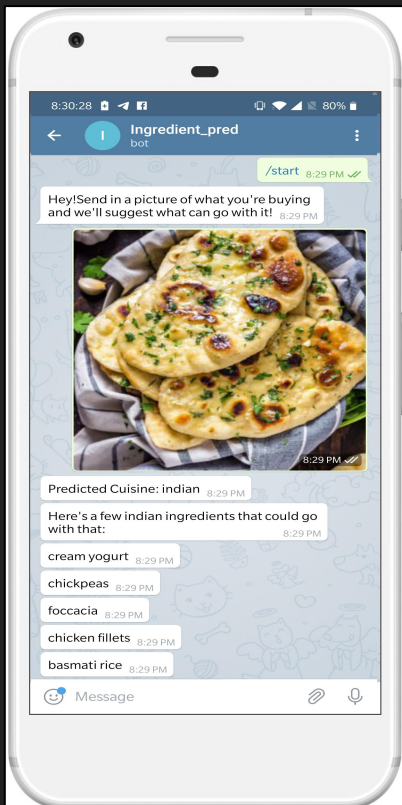 8:30:28 80%
I Ingredient_pred
bot
/start 8:29 PM
Hey!Send in a picture of what you're buying
and we'll suggest what can go with it! 8:29 PM
8:29 PM
Predicted Cuisine: indian 8:29 PM
Here's a few indian ingredients that could go
with that: 8:29 PM
cream yogurt 8:29 PM
chickpeas 8:29 PM
foccacia 8:29 PM
chicken fillets 8:29 PM
basmati rice 8:29 PM
Message